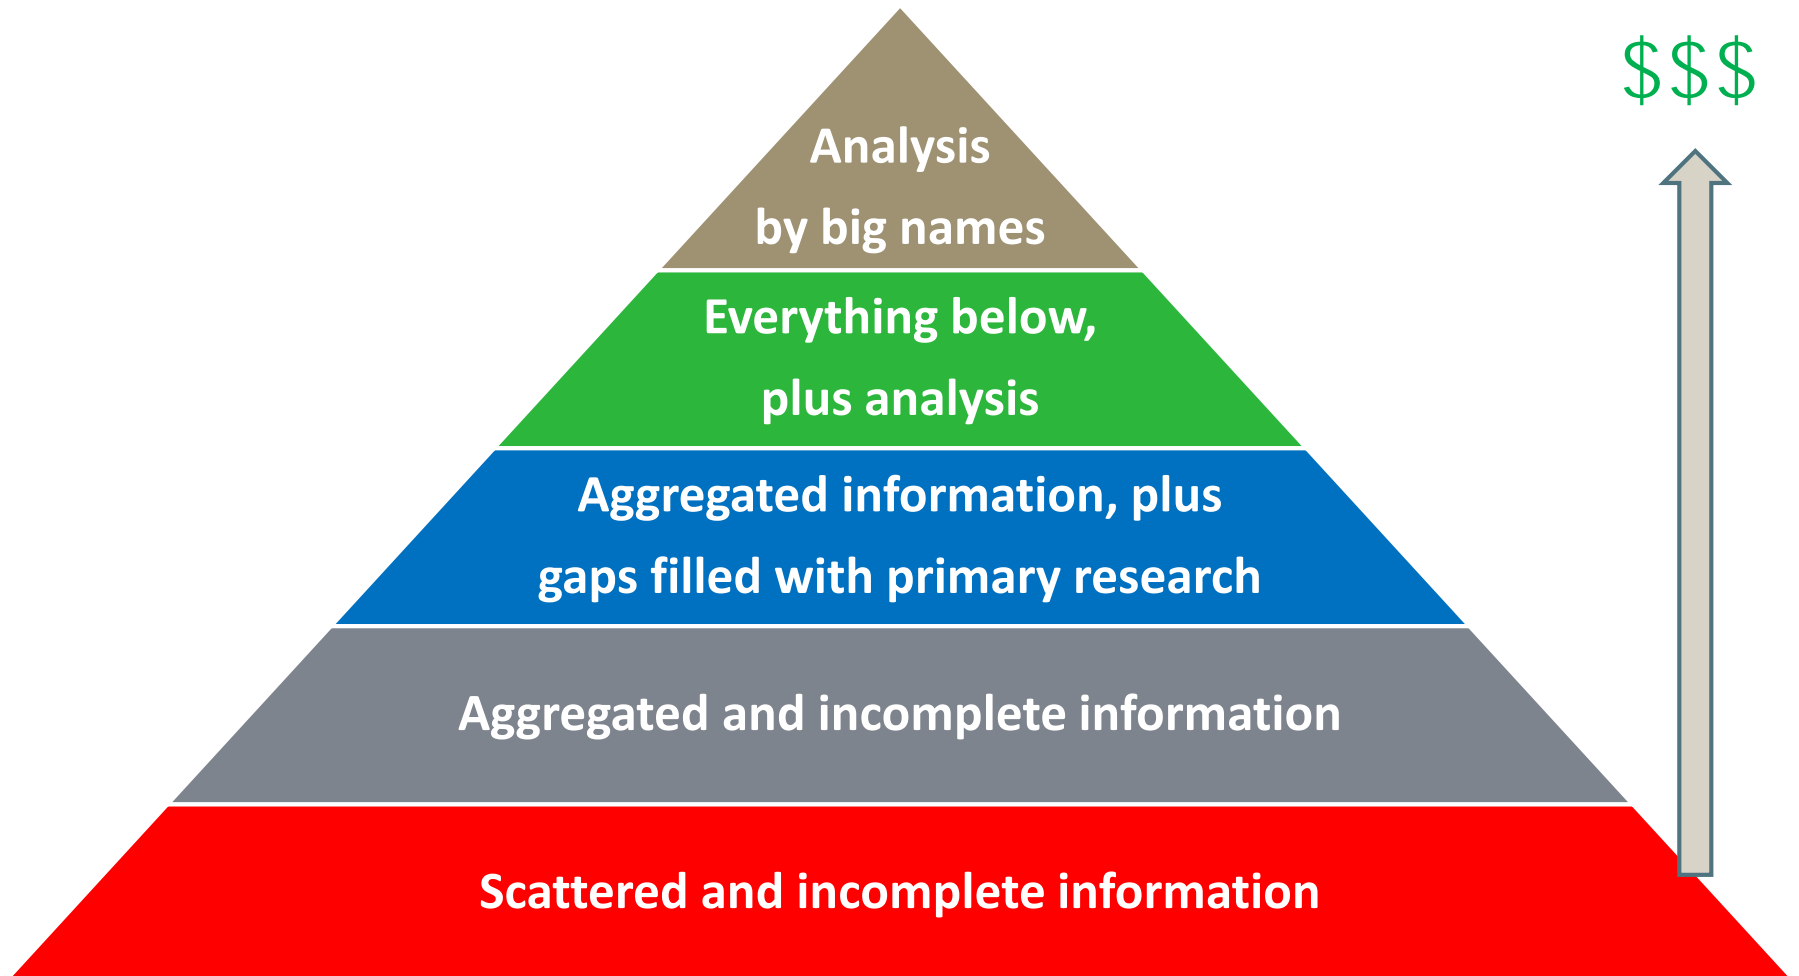 $$$
Analysis
by big names
Everything below,
plus analysis
Aggregated information, plus
gaps filled with primary research
Aggregated and incomplete information
Scattered and incomplete information